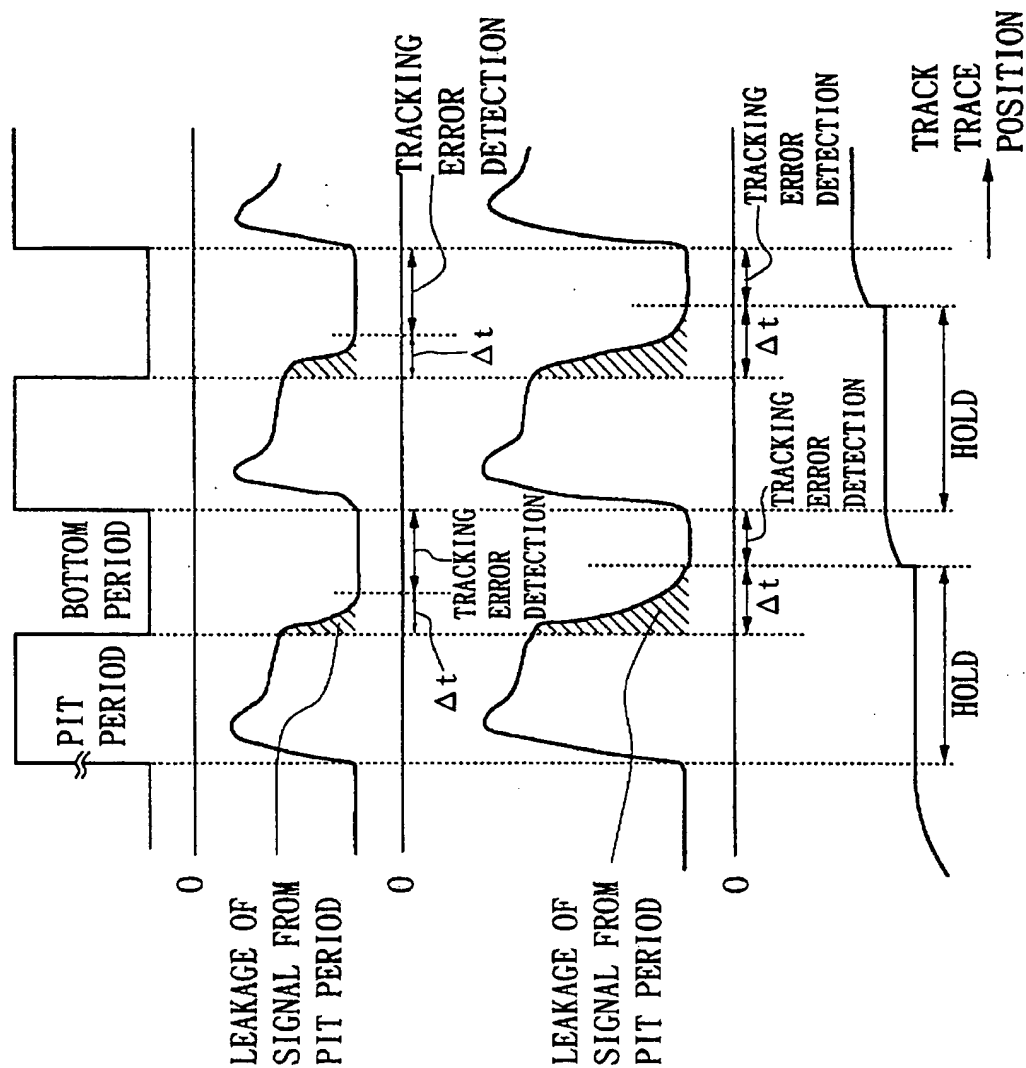 PIT
PERIOD
BOTTOM
PERIOD
0
LEAKAGE OF
SIGNAL FROM
PIT PERIOD
Δt
TRACKING
ERROR
DETECTION
Δt
TRACKING
ERROR
DETECTION
0
LEAKAGE OF
SIGNAL FROM
PIT PERIOD
Δt
TRACKING
ERROR
DETECTION
Δt
TRACKING
ERROR
DETECTION
0
HOLD
HOLD
TRACK
TRACE
POSITION